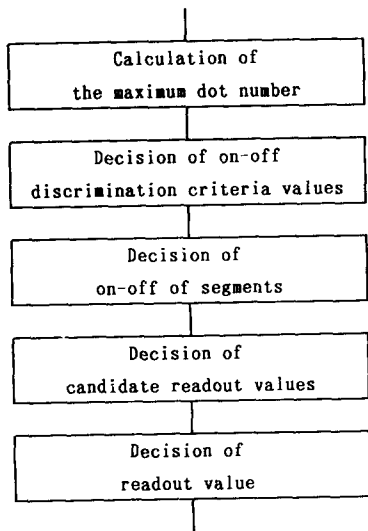 Calculation of
the maximum dot number
Decision of on-off
discrimination criteria values
Decision of
on-off of segments
Decision of
candidate readout values
Decision of
readout value